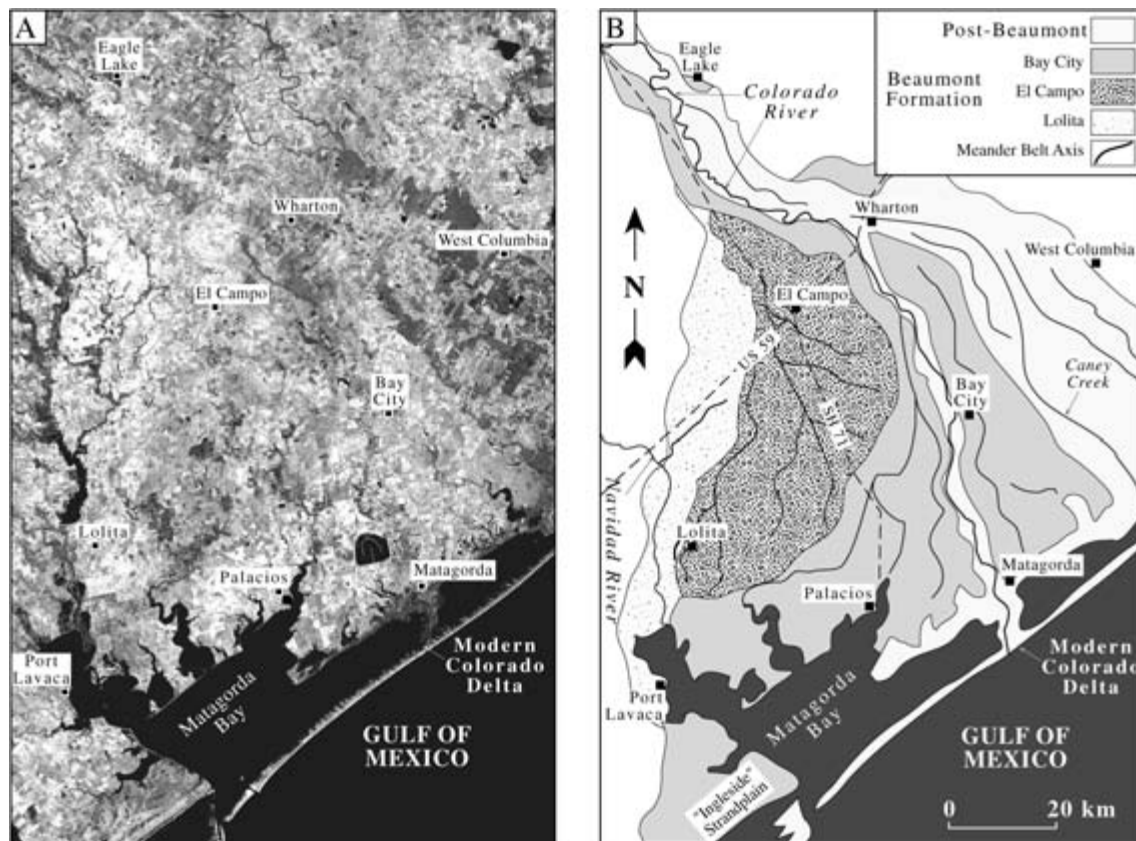 A
Eagle
Lake
Wharton
West Columbia
El Campo
Bay
City
Lolita
Palacios
Matagorda
Port
Lavaca
Matagorda
Bay
Modern
Colorado
Delta
GULF OF
MEXICO
B
Eagle
Lake
Colorado
River
Post-Beaumont
Bay City
Beaumont
Formation
El Campo
Lolita
Meander Belt Axis
Wharton
West Columbia
N
El Campo
US 59
SH 71
Bay
City
Caney
Creek
Navidad River
Lolita
Palacios
Matagorda
Port
Lavaca
Matagorda
Bay
Modern
Colorado
Delta
GULF OF
MEXICO
"Ingleside"
Strandplain
0 20 km